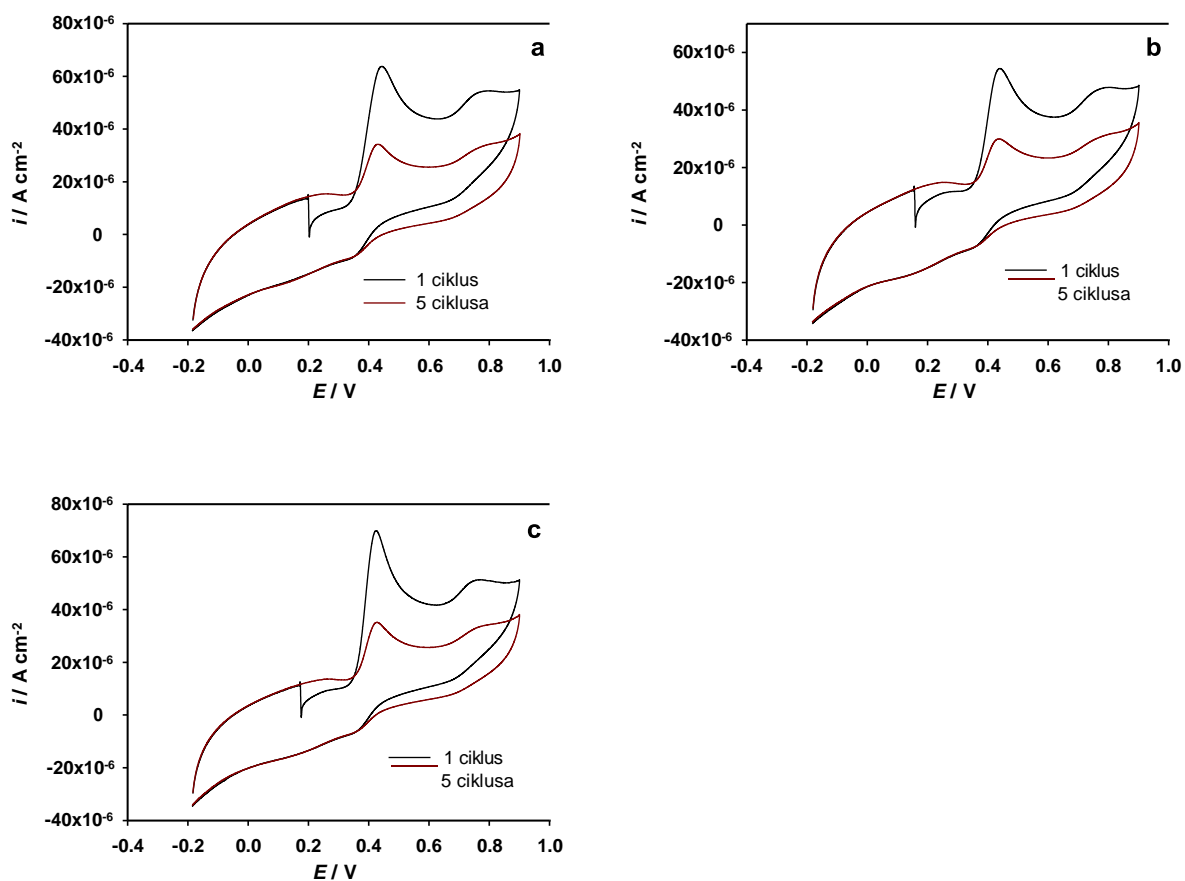 a
80x10-6
60x10-6
40x10-6
20x10-6
0
-20x10-6
-40x10-6
i / A cm-2
1 ciklus
5 ciklusa
-0.4 -0.2 0.0 0.2 0.4 0.6 0.8 1.0
E / V
b
60x10-6
40x10-6
20x10-6
0
-20x10-6
-40x10-6
i / A cm-2
1 ciklus
5 ciklusa
-0.4 -0.2 0.0 0.2 0.4 0.6 0.8 1.0
E / V
c
80x10-6
60x10-6
40x10-6
20x10-6
0
-20x10-6
-40x10-6
i / A cm-2
1 ciklus
5 ciklusa
-0.4 -0.2 0.0 0.2 0.4 0.6 0.8 1.0
E / V